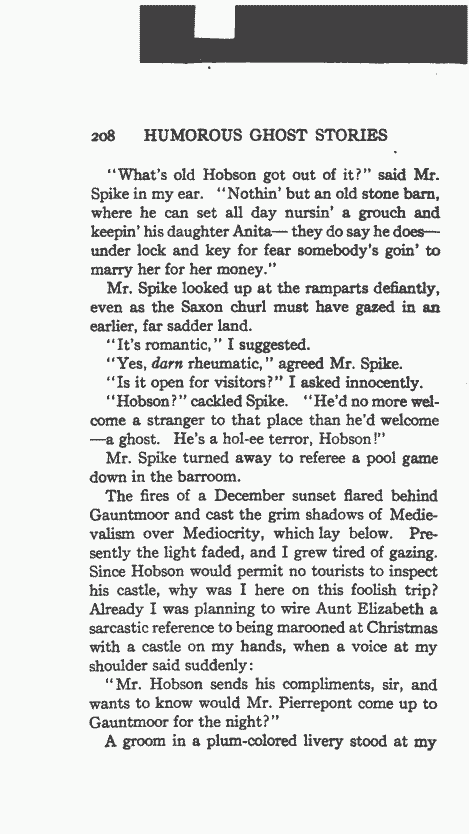 208 HUMOROUS GHOST STORIES
"What's old Hobson got out of it?" said Mr.
Spike in my ear. "Nothin' but an old stone barn,
where he can set all day nursin' a grouch and
keepin' his daughter Anita—they do say he does—
under lock and key for fear somebody's goin' to
marry her for her money."
Mr. Spike looked up at the ramparts defiantly,
even as the Saxon churl must have gazed in an
earlier, far sadder land.
"It's romantic," I suggested.
"Yes, darn rheumatic," agreed Mr. Spike.
"Is it open for visitors?" I asked innocently.
"Hobson?" cackled Spike. "He'd no more wel-
come a stranger to that place than he'd welcome
—a ghost. He's a hol-ee terror, Hobson!"
Mr. Spike turned away to referee a pool game
down in the barroom.
The fires of a December sunset flared behind
Gauntmoor and cast the grim shadows of Medie-
valism over Mediocrity, which lay below. Pre-
sently the light faded, and I grew tired of gazing.
Since Hobson would permit no tourists to inspect
his castle, why was I here on this foolish trip?
Already I was planning to wire Aunt Elizabeth a
sarcastic reference to being marooned at Christmas
with a castle on my hands, when a voice at my
shoulder said suddenly:
"Mr. Hobson sends his compliments, sir, and
wants to know would Mr. Pierrepont come up to
Gauntmoor for the night?"
A groom in a plum-colored livery stood at my